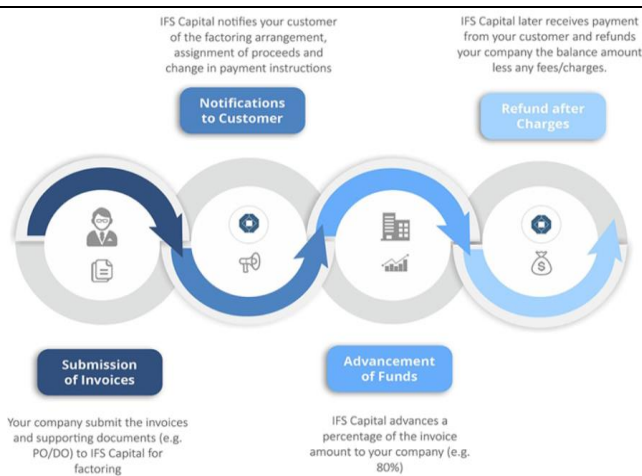 IFS Capital notifies your customer
of the factoring arrangement,
assignment of proceeds and
change in payment instructions
Notifications
to Customer
IFS Capital later receives payment
from your customer and refunds
your company the balance amount
less any fees/charges.
Refund after
Charges
Submission
of Invoices
Your company submit the invoices
and supporting documents (e.g.
PO/DO) to IFS Capital for
factoring
Advancement
of Funds
IFS Capital advances a
percentage of the invoice
amount to your company (e.g.
80%)
$